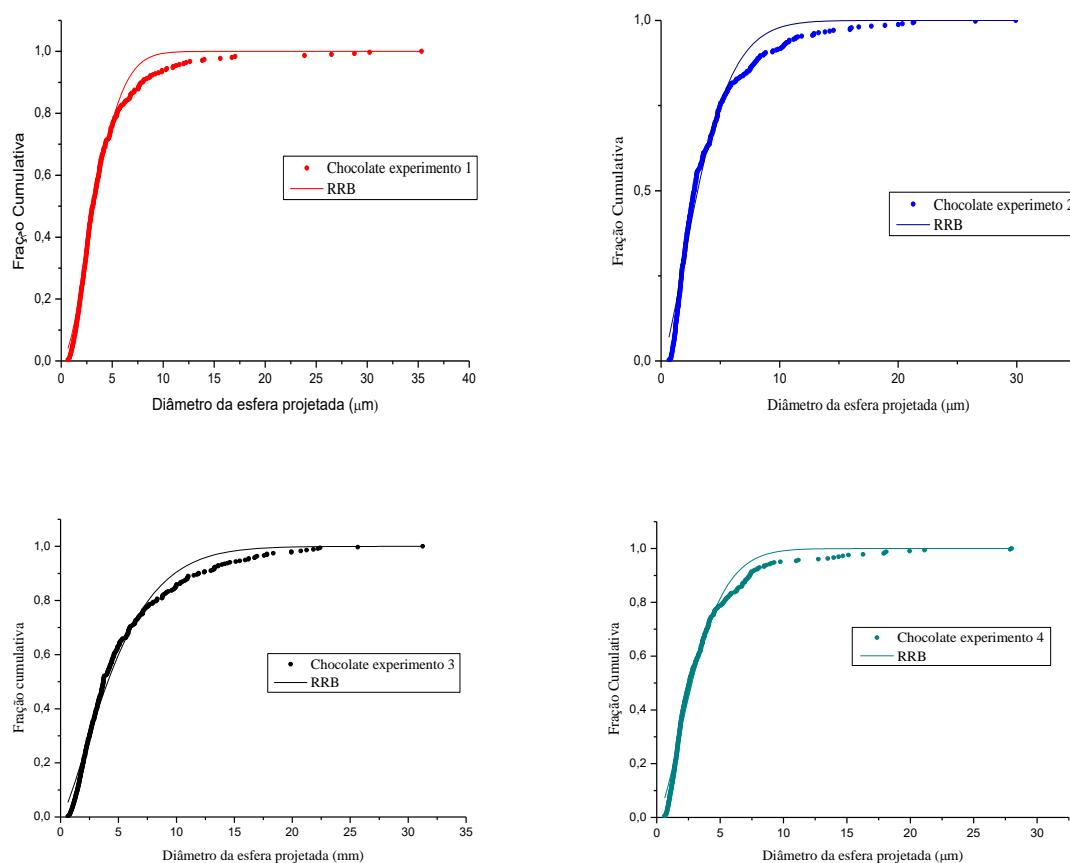 1,0
0,8
0,6
0,4
0,2
0,0
Fraç o Cumulativa
Chocolate experimento 1
RRB
0 5 10 15 20 25 30 35 40
Diâmetro da esfera projetada (μm)
1,0
0,5
0,0
Fração Cumulativa
Chocolate experimeto 2
RRB
0 10 20 30
Diâmetro da esfera projetada (μm)
1,0
0,8
0,6
0,4
0,2
0,0
Fração cumulativa
Chocolate experimento 3
RRB
0 5 10 15 20 25 30 35
Diâmetro da esfera projetada (mm)
1,0
0,8
0,6
0,4
0,2
0,0
Fração Cumulativa
Chocolate experimento 4
RRB
0 10 20 30
Diâmetro da esfera projetada (μm)